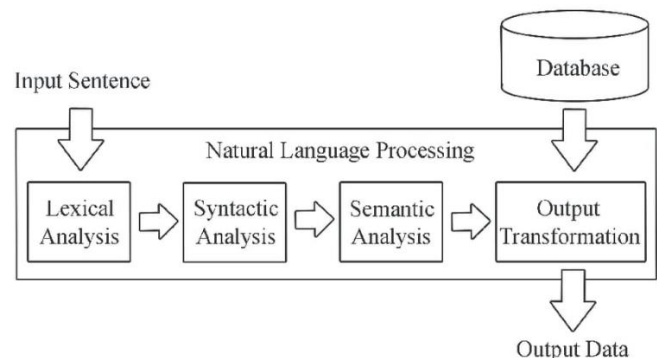 Input Sentence
Database
Natural Language Processing
Lexical
Analysis
Syntactic
Analysis
Semantic
Analysis
Output
Transformation
Output Data